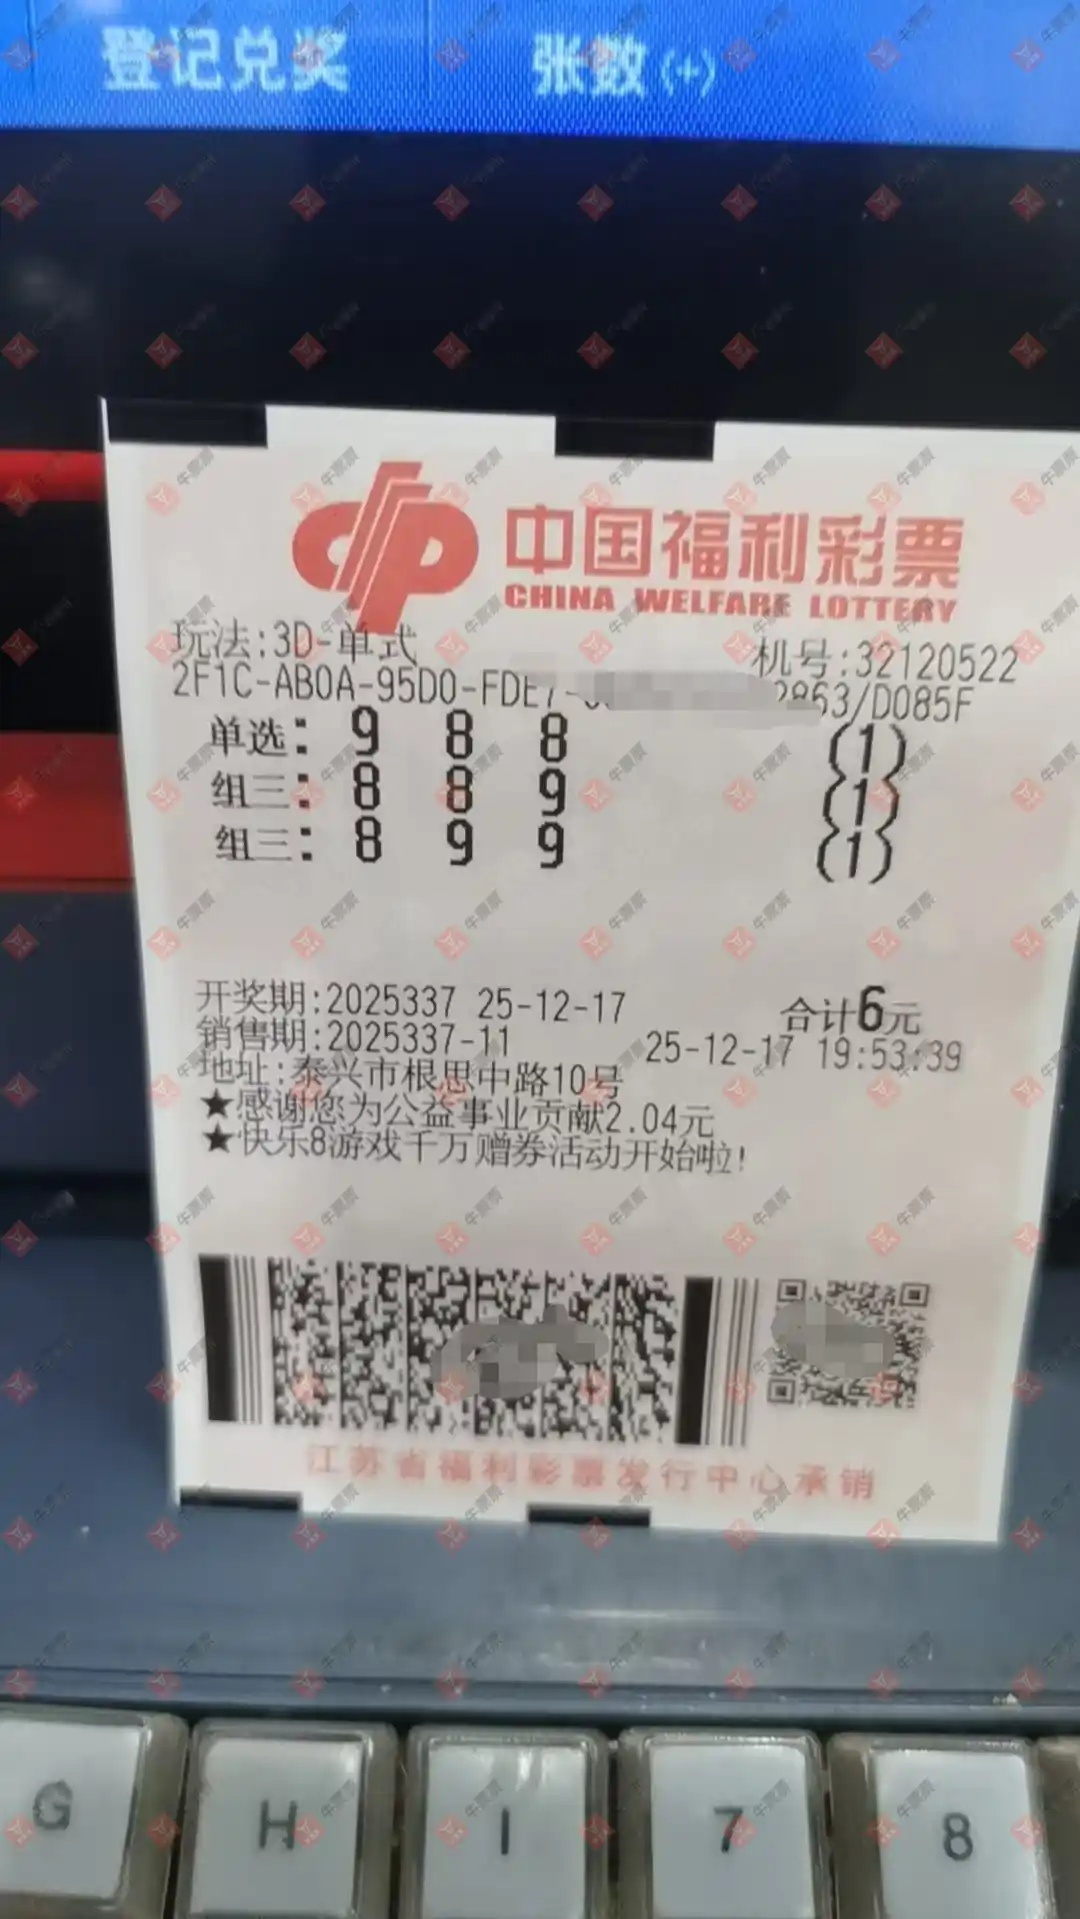 登记兑奖 张数(+)
中国福利彩票
CHINA WELFARE LOTTERY
玩法:3D-单式 机号:32120522
2F1C-AB0A-95D0-FDE7- 2863/D085F
单选: 9 8 8 (1)
组三: 8 8 9 (1)
组三: 8 9 9 (1)
开奖期:2025337 25-12-17 合计6元
销售期:2025337-11 25-12-17 19:53:39
地址:泰兴市根思中路10号
★感谢您为公益事业贡献2.04元
★快乐8游戏千万赠券活动开始啦!
江苏省福利彩票发行中心承销
G H I 7 8
牛票票